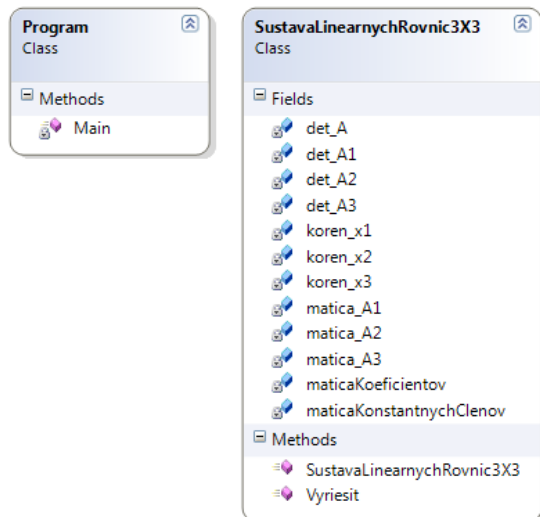 Program
Class
Methods
Main
SustavaLinearnychRovnic3X3
Class
Fields
det_A
det_A1
det_A2
det_A3
koren_x1
koren_x2
koren_x3
matica_A1
matica_A2
matica_A3
maticaKoeficientov
maticaKonstantnychClenov
Methods
SustavaLinearnychRovnic3X3
Vyriesit